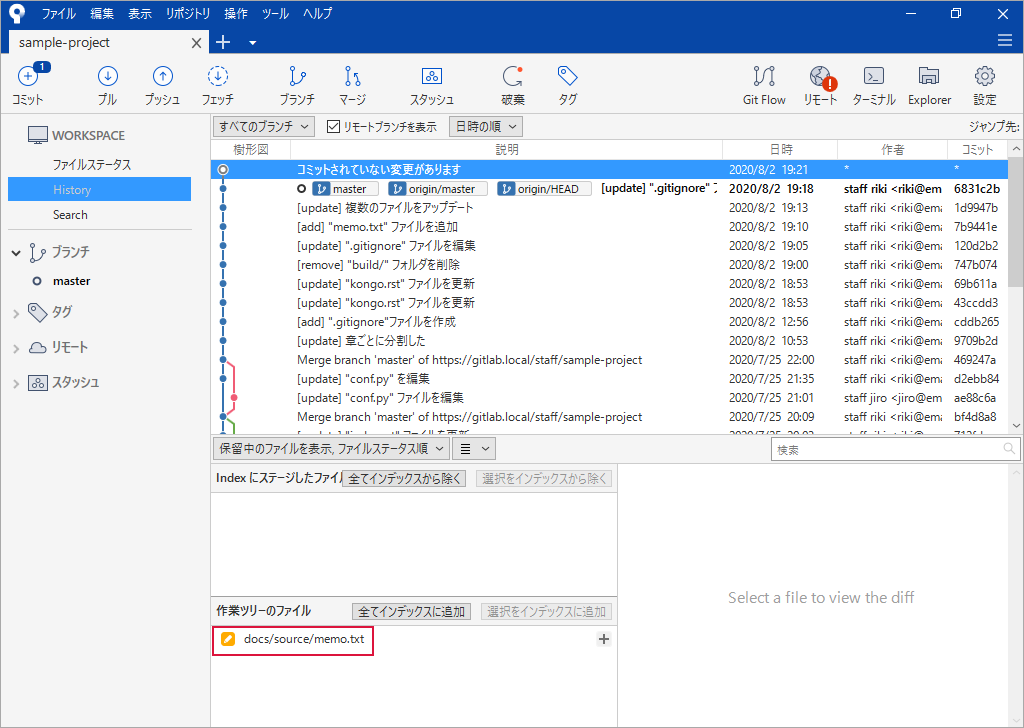 ファイル 編集 表示 リポジトリ 操作 ツール ヘルプ
sample-project
1
コミット プル プッシュ フェッチ ブランチ マージ スタッシュ 破棄 タグ Git Flow リモート ターミナル Explorer 設定
WORKSPACE
ファイルステータス
History
Search
ブランチ
master
タグ
リモート
スタッシュ
すべてのブランチ リモートブランチを表示 日時の順 ジャンプ先:
樹形図 説明 日時 作者 コミット
コミットされていない変更があります 2020/8/2 19:21 * *
master origin/master origin/HEAD [update] ".gitignore" 2020/8/2 19:18 staff riki <riki@em 6831c2b
[update] 複数のファイルをアップデート 2020/8/2 19:13 staff riki <riki@ema 1d9947b
[add] "memo.txt" ファイルを追加 2020/8/2 19:10 staff riki <riki@ema 7b9441e
[update] ".gitignore" ファイルを編集 2020/8/2 19:05 staff riki <riki@ema 120d2b2
[remove] "build/" フォルダを削除 2020/8/2 19:00 staff riki <riki@ema 747b074
[update] "kongo.rst" ファイルを更新 2020/8/2 18:53 staff riki <riki@ema 69b611a
[update] "kongo.rst" ファイルを更新 2020/8/2 18:53 staff riki <riki@ema 43ccdd3
[add] ".gitignore"ファイルを作成 2020/8/2 12:56 staff riki <riki@ema cddb265
[update] 章ごとに分割した 2020/8/2 10:53 staff riki <riki@ema 9709b2d
Merge branch 'master' of https://gitlab.local/staff/sample-project 2020/7/25 22:00 staff riki <riki@ema 469247a
[update] "conf.py" を編集 2020/7/25 21:35 staff riki <riki@ema d2ebb84
[update] "conf.py" ファイルを編集 2020/7/25 21:01 staff jiro <jiro@ema ae88c6a
Merge branch 'master' of https://gitlab.local/staff/sample-project 2020/7/25 20:09 staff riki <riki@ema bf4d8a8
保留中のファイルを表示, ファイルステータス順
検索
Index にステージしたファイル 全てインデックスから除く 選択をインデックスから除く
Select a file to view the diff
作業ツリーのファイル 全てインデックスに追加 選択をインデックスに追加
docs/source/memo.txt